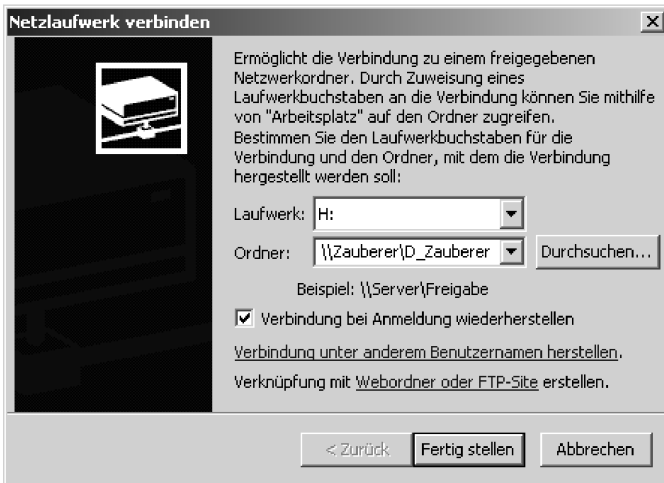 Netzlaufwerk verbinden
Ermöglicht die Verbindung zu einem freigegebenen
Netzwerkordner. Durch Zuweisung eines
Laufwerkbuchstaben an die Verbindung können Sie mithilfe
von "Arbeitsplatz" auf den Ordner zugreifen.
Bestimmen Sie den Laufwerkbuchstaben für die
Verbindung und den Ordner, mit dem die Verbindung
hergestellt werden soll:
Laufwerk: H:
Ordner: \\Zauberer\D_Zauberer Durchsuchen...
Beispiel: \\Server\Freigabe
Verbindung bei Anmeldung wiederherstellen
Verbindung unter anderem Benutzernamen herstellen.
Verknüpfung mit Webordner oder FTP-Site erstellen.
< Zurück Fertig stellen Abbrechen